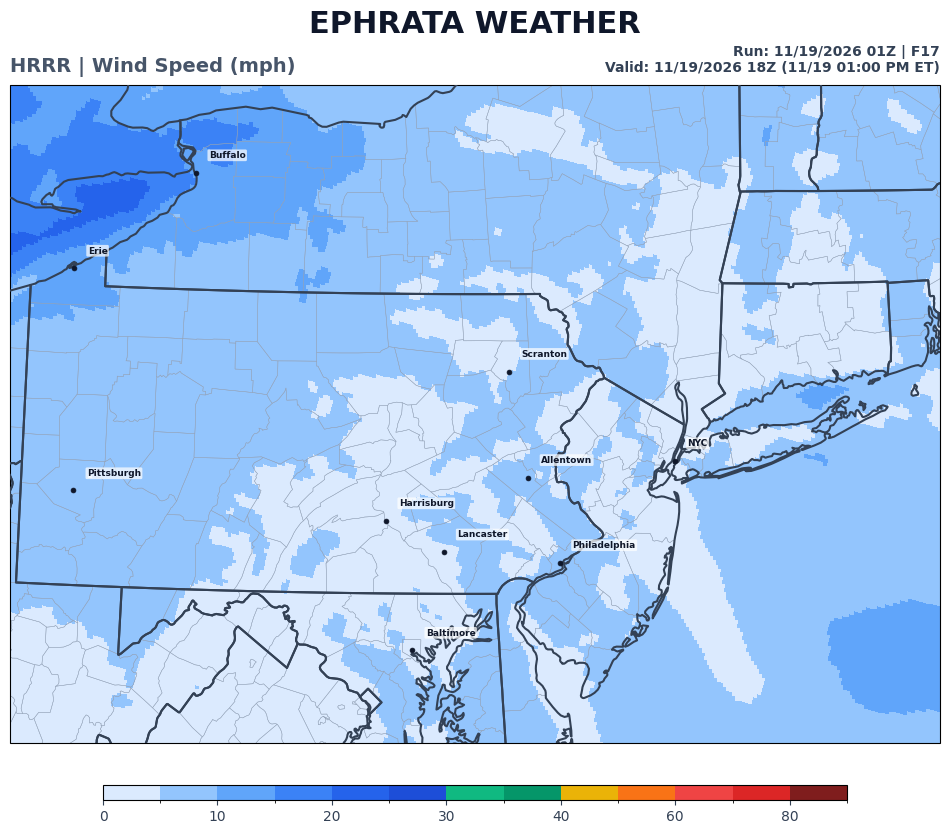 EPHRATA WEATHER
HRRR | Wind Speed (mph)
Run: 11/19/2026 01Z | F17
Valid: 11/19/2026 18Z (11/19 01:00 PM ET)
Buffalo
Erie
Scranton
NYC
Allentown
Pittsburgh
Harrisburg
Lancaster
Philadelphia
Baltimore
0 10 20 30 40 50 60 70 80